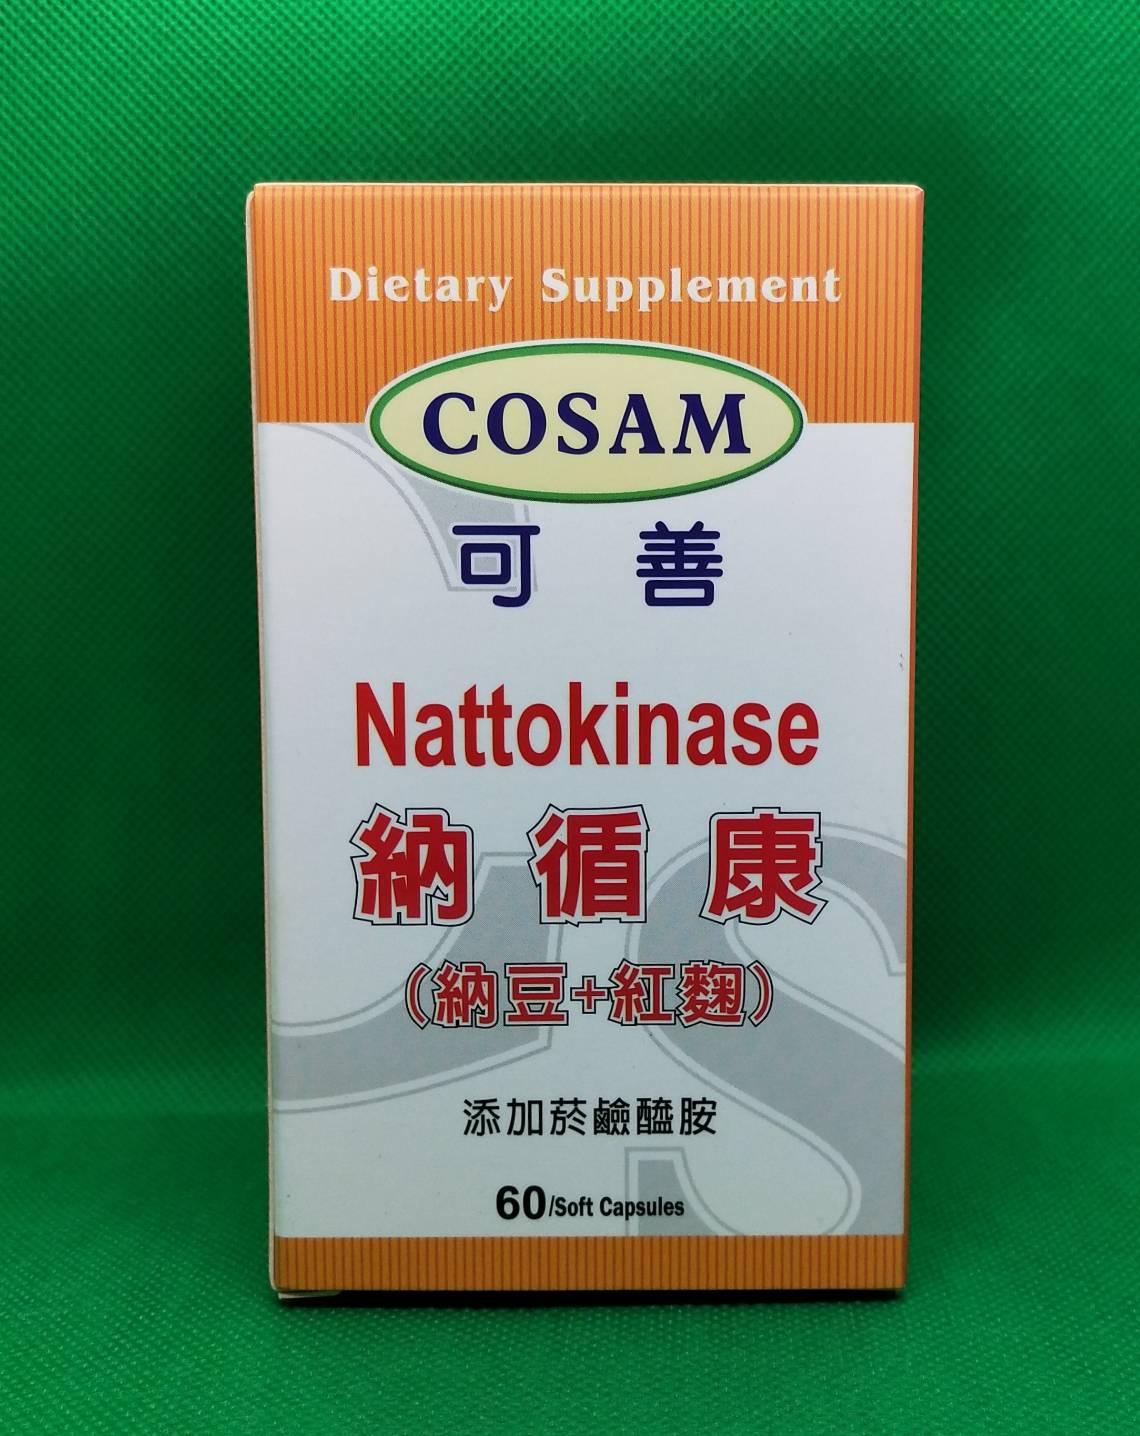 Dietary Supplement
COSAM
可善
Nattokinase
納循康
(納豆+紅麴)
添加菸鹼醯胺
60/Soft Capsules